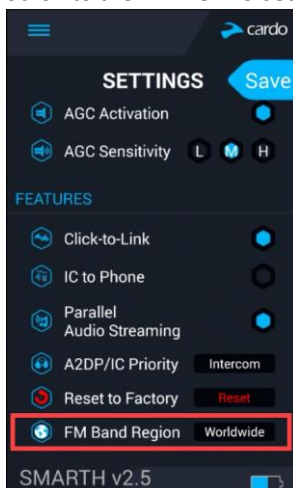 cardo
SETTINGS
Save
AGC Activation
AGC Sensitivity L M H
FEATURES
Click-to-Link
IC to Phone
Parallel
Audio Streaming
A2DP/IC Priority Intercom
Reset to Factory Reset
FM Band Region Worldwide
SMARTH v2.5